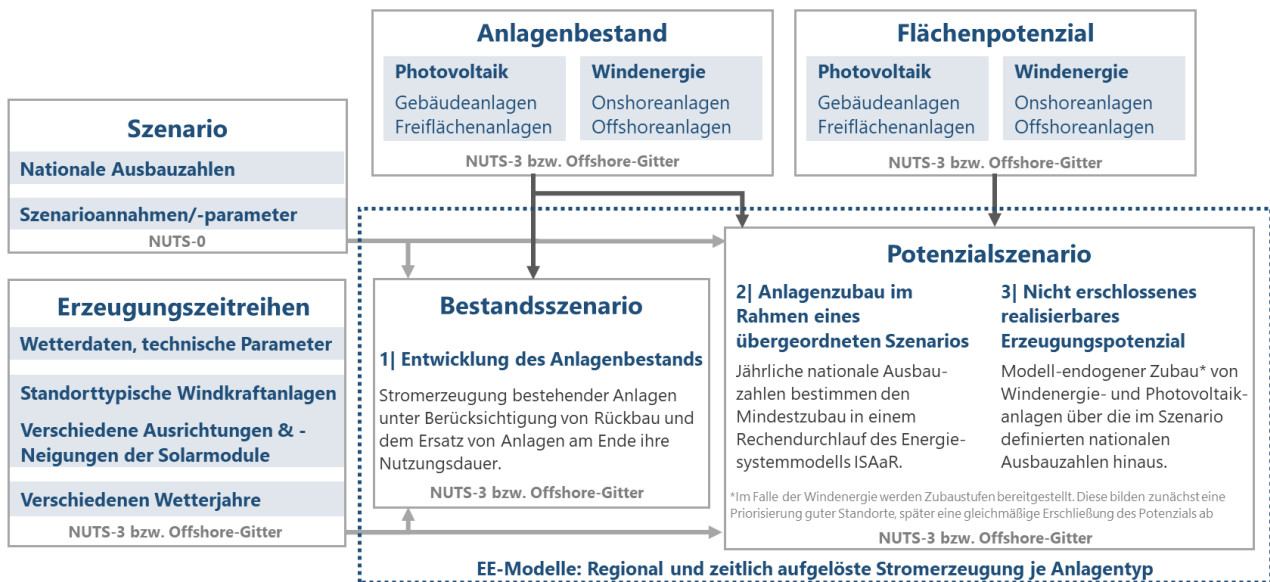 Anlagenbestand
Photovoltaik
Gebäudeanlagen
Freiflächenanlagen
Windenergie
Onshoreanlagen
Offshoreanlagen
NUTS-3 bzw. Offshore-Gitter
Flächenpotenzial
Photovoltaik
Gebäudeanlagen
Freiflächenanlagen
Windenergie
Onshoreanlagen
Offshoreanlagen
NUTS-3 bzw. Offshore-Gitter
Szenario
Nationale Ausbauzahlen
Szenarioannahmen/-parameter
NUTS-0
Erzeugungszeitreihen
Wetterdaten, technische Parameter
Standorttypische Windkraftanlagen
Verschiedene Ausrichtungen & -
Neigungen der Solarmodule
Verschiedenen Wetterjahre
NUTS-3 bzw. Offshore-Gitter
Bestandsszenario
1| Entwicklung des Anlagenbestands
Stromerzeugung bestehender Anlagen
unter Berücksichtigung von Rückbau und
dem Ersatz von Anlagen am Ende ihre
Nutzungsdauer.
NUTS-3 bzw. Offshore-Gitter
Potenzialszenario
2| Anlagenzubau im
Rahmen eines
übergeordneten Szenarios
Jährliche nationale Ausbau-
zahlen bestimmen den
Mindestzubau in einem
Rechendurchlauf des Energie-
systemmodells ISAaR.
3| Nicht erschlossenes
realisierbares
Erzeugungspotenzial
Modell-endogener Zubau* von
Windenergie- und Photovoltaik-
anlagen über die im Szenario
definierten nationalen
Ausbauzahlen hinaus.
*Im Falle der Windenergie werden Zubaustufen bereitgestellt. Diese bilden zunächst eine
Priorisierung guter Standorte, später eine gleichmäßige Erschließung des Potenzials ab
NUTS-3 bzw. Offshore-Gitter
EE-Modelle: Regional und zeitlich aufgelöste Stromerzeugung je Anlagentyp